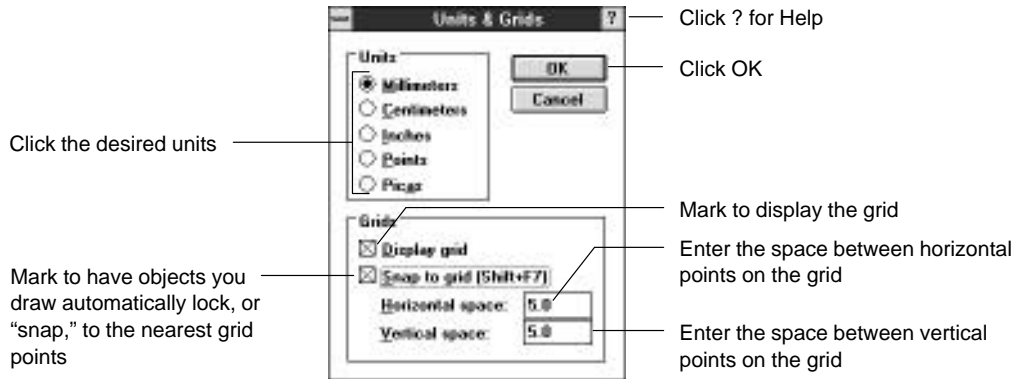 Units & Grids
?
Click ? for Help
Units
OK
Click OK
Millimeters
Cancel
Centimeters
Inches
Click the desired units
Points
Picas
Grids
Mark to display the grid
Display grid
Enter the space between horizontal
points on the grid
Mark to have objects you
draw automatically lock, or
“snap,” to the nearest grid
points
Snap to grid (Shift+F7)
Horizontal space: 5.0
Vertical space: 5.0
Enter the space between vertical
points on the grid